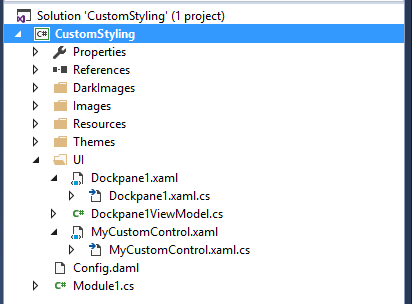 Solution 'CustomStyling' (1 project)
C# CustomStyling
Properties
References
DarkImages
Images
Resources
Themes
UI
Dockpane1.xaml
Dockpane1.xaml.cs
C# Dockpane1ViewModel.cs
MyCustomControl.xaml
MyCustomControl.xaml.cs
Config.daml
C# Module1.cs